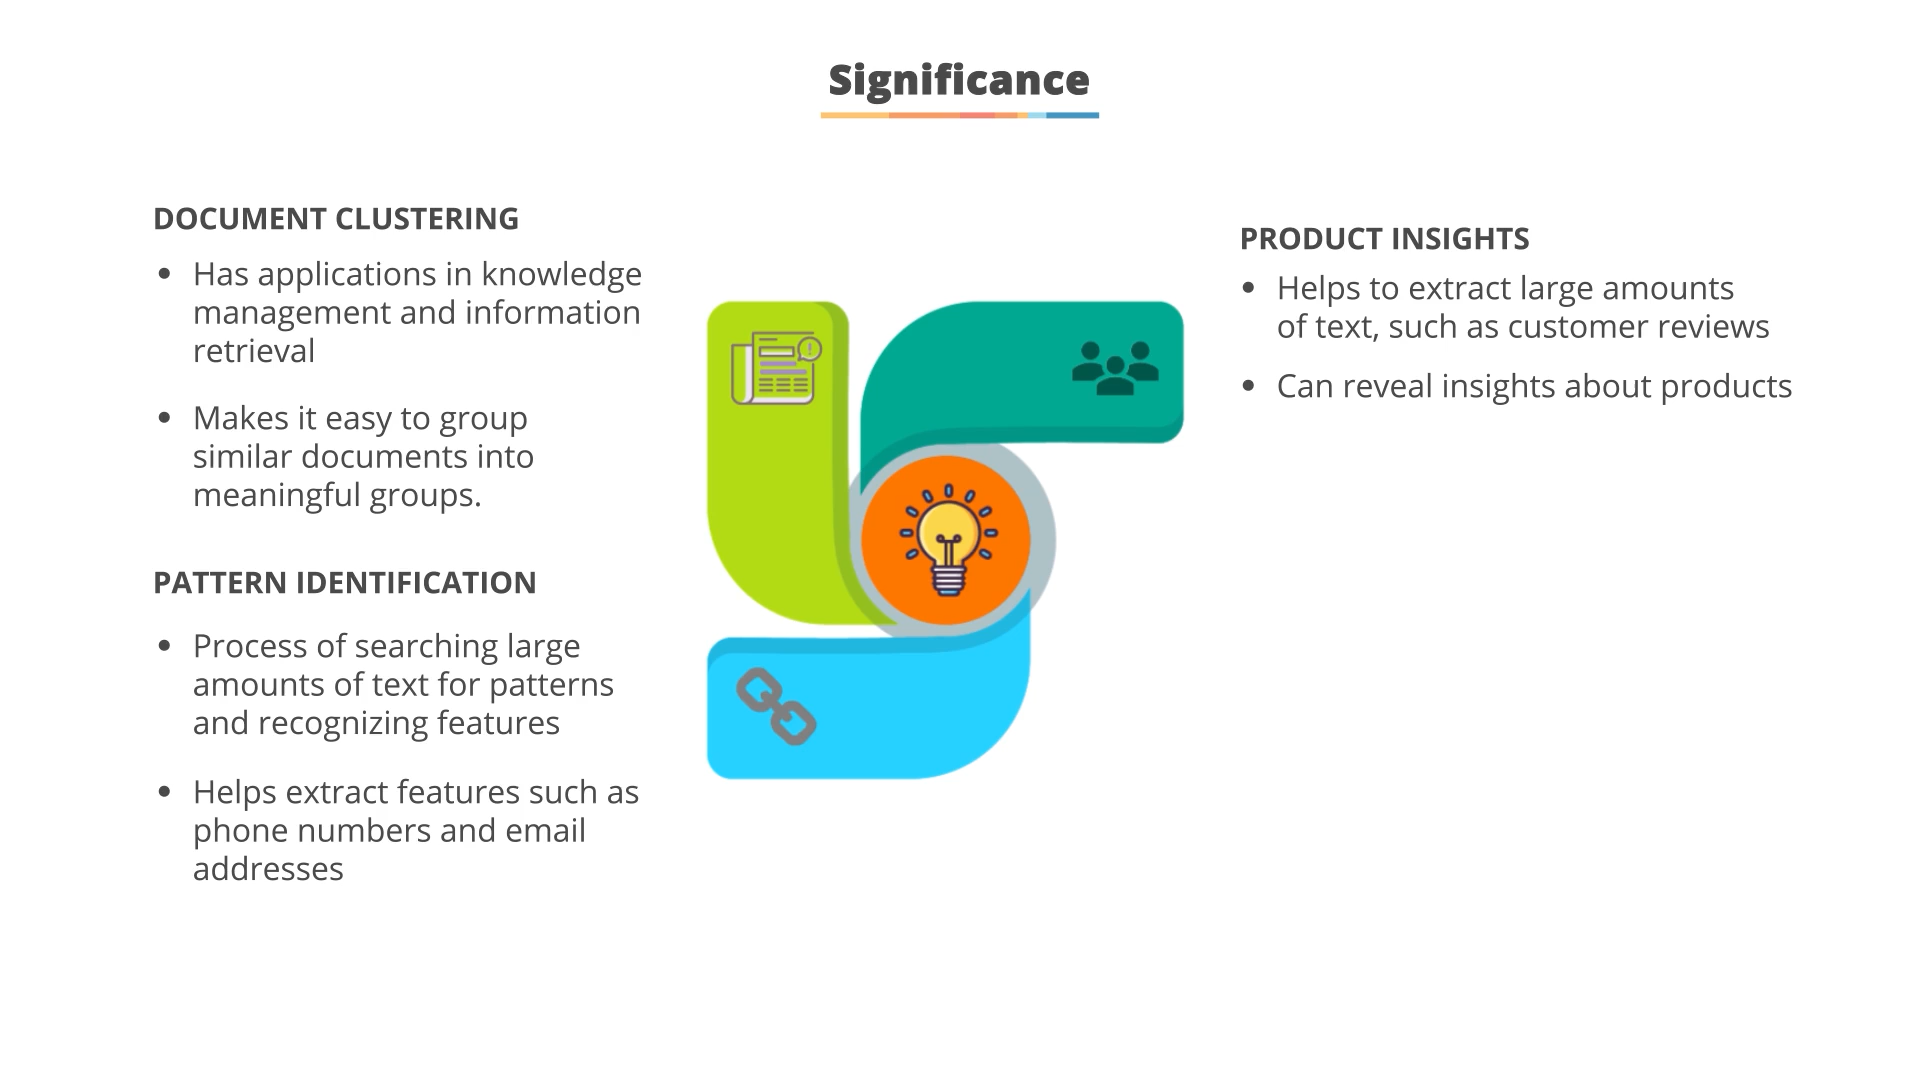 Significance
DOCUMENT CLUSTERING
• Has applications in knowledge
management and information
retrieval
• Makes it easy to group
similar documents into
meaningful groups.
PATTERN IDENTIFICATION
• Process of searching large
amounts of text for patterns
and recognizing features
• Helps extract features such as
phone numbers and email
addresses
PRODUCT INSIGHTS
• Helps to extract large amounts
of text, such as customer reviews
• Can reveal insights about products